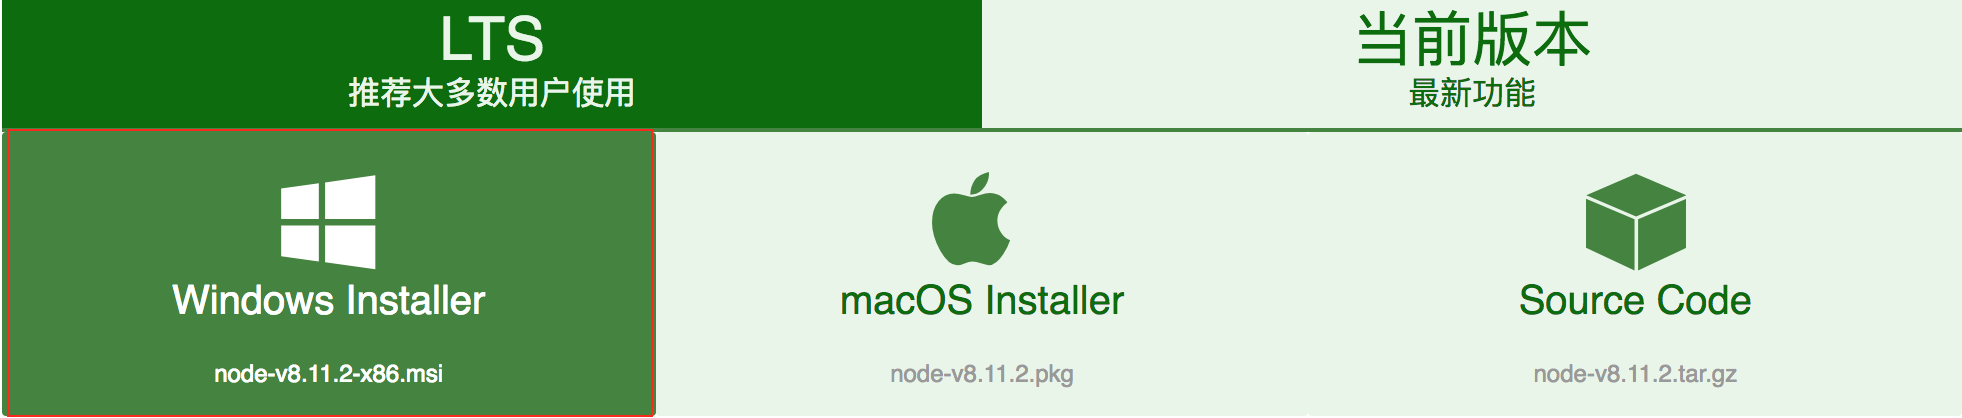 LTS
推荐大多数用户使用
当前版本
最新功能
Windows Installer
node-v8.11.2-x86.msi
macOS Installer
node-v8.11.2.pkg
Source Code
node-v8.11.2.tar.gz